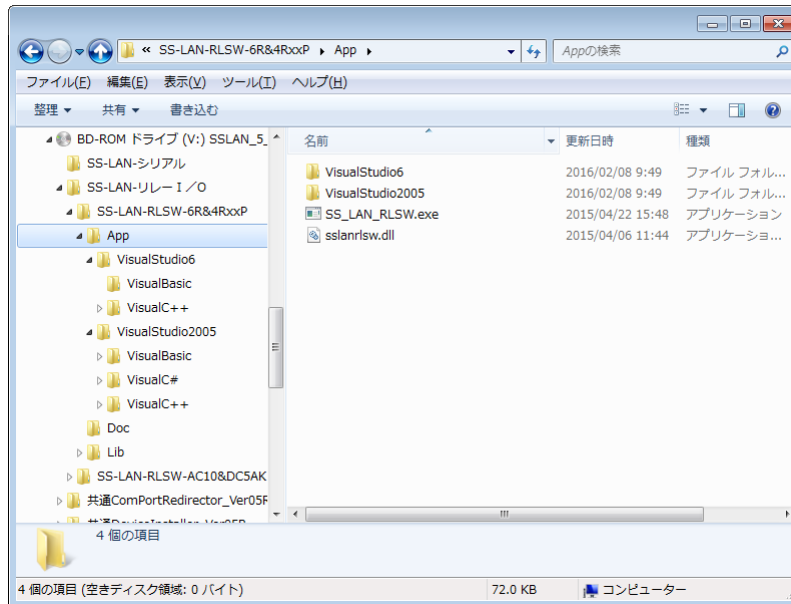 « SS-LAN-RLSW-6R&4RxxP ▸ App ▸
Appの検索
ファイル(F) 編集(E) 表示(V) ツール(T) ヘルプ(H)
整理 ▼ 共有 ▼ 書き込む
BD-ROM ドライブ (V:) SSLAN_5_
SS-LAN-シリアル
SS-LAN-リレーI／O
SS-LAN-RLSW-6R&4RxxP
App
VisualStudio6
VisualBasic
VisualC++
VisualStudio2005
VisualBasic
VisualC#
VisualC++
Doc
Lib
SS-LAN-RLSW-AC10&DC5AK
共通ComPortRedirector_Ver05F
名前 更新日時 種類
VisualStudio6 2016/02/08 9:49 ファイル フォル...
VisualStudio2005 2016/02/08 9:49 ファイル フォル...
SS_LAN_RLSW.exe 2015/04/22 15:48 アプリケーション
sslanrlsw.dll 2015/04/06 11:44 アプリケーショ...
4 個の項目
4 個の項目 (空きディスク領域: 0 バイト) 72.0 KB コンピューター